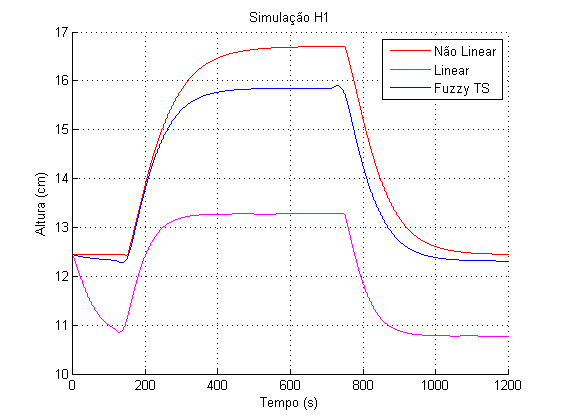 Simulação H1
17
16
15
14
13
12
11
10
Altura (cm)
Não Linear
Linear
Fuzzy TS
0 200 400 600 800 1000 1200
Tempo (s)